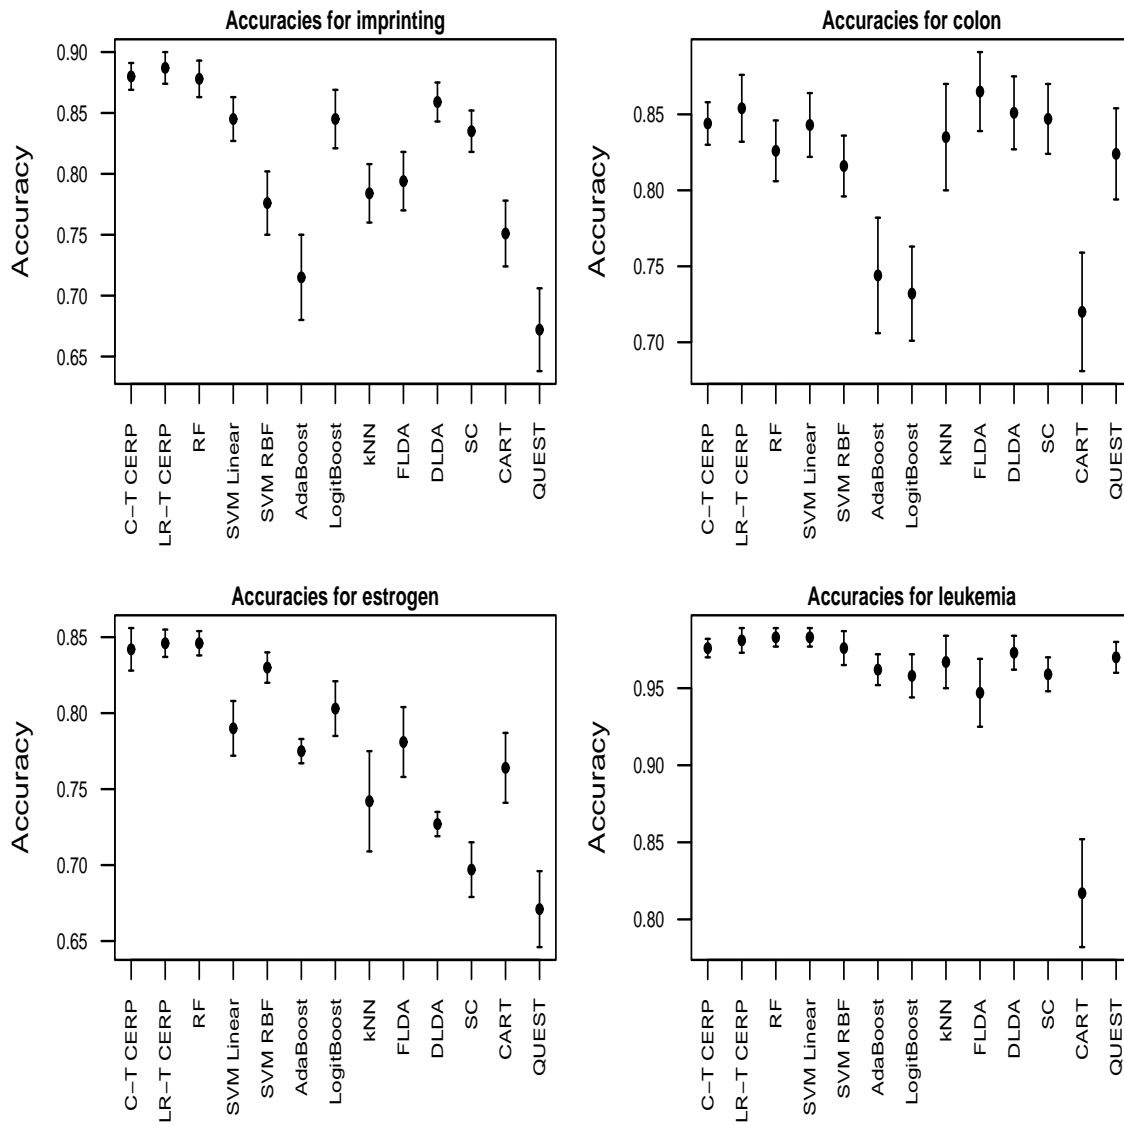 Accuracies for imprinting
Accuracy
0.90
0.85
0.80
0.75
0.70
0.65
C−T CERP
LR−T CERP
RF
SVM Linear
SVM RBF
AdaBoost
LogitBoost
kNN
FLDA
DLDA
SC
CART
QUEST
Accuracies for colon
Accuracy
0.85
0.80
0.75
0.70
C−T CERP
LR−T CERP
RF
SVM Linear
SVM RBF
AdaBoost
LogitBoost
kNN
FLDA
DLDA
SC
CART
QUEST
Accuracies for estrogen
Accuracy
0.85
0.80
0.75
0.70
0.65
C−T CERP
LR−T CERP
RF
SVM Linear
SVM RBF
AdaBoost
LogitBoost
kNN
FLDA
DLDA
SC
CART
QUEST
Accuracies for leukemia
Accuracy
0.95
0.90
0.85
0.80
C−T CERP
LR−T CERP
RF
SVM Linear
SVM RBF
AdaBoost
LogitBoost
kNN
FLDA
DLDA
SC
CART
QUEST